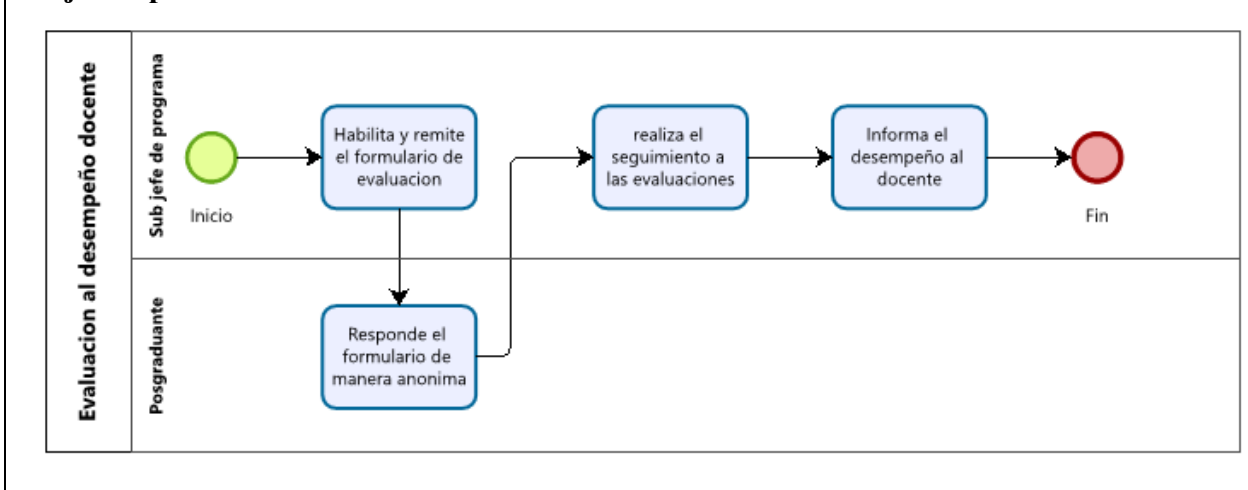 Evaluacion al desempeño docente
Sub jefe de programa
Inicio
Habilita y remite
el formulario de
evaluacion
realiza el
seguimiento a
las evaluaciones
Informa el
desempeño al
docente
Fin
Posgraduante
Responde el
formulario de
manera anonima